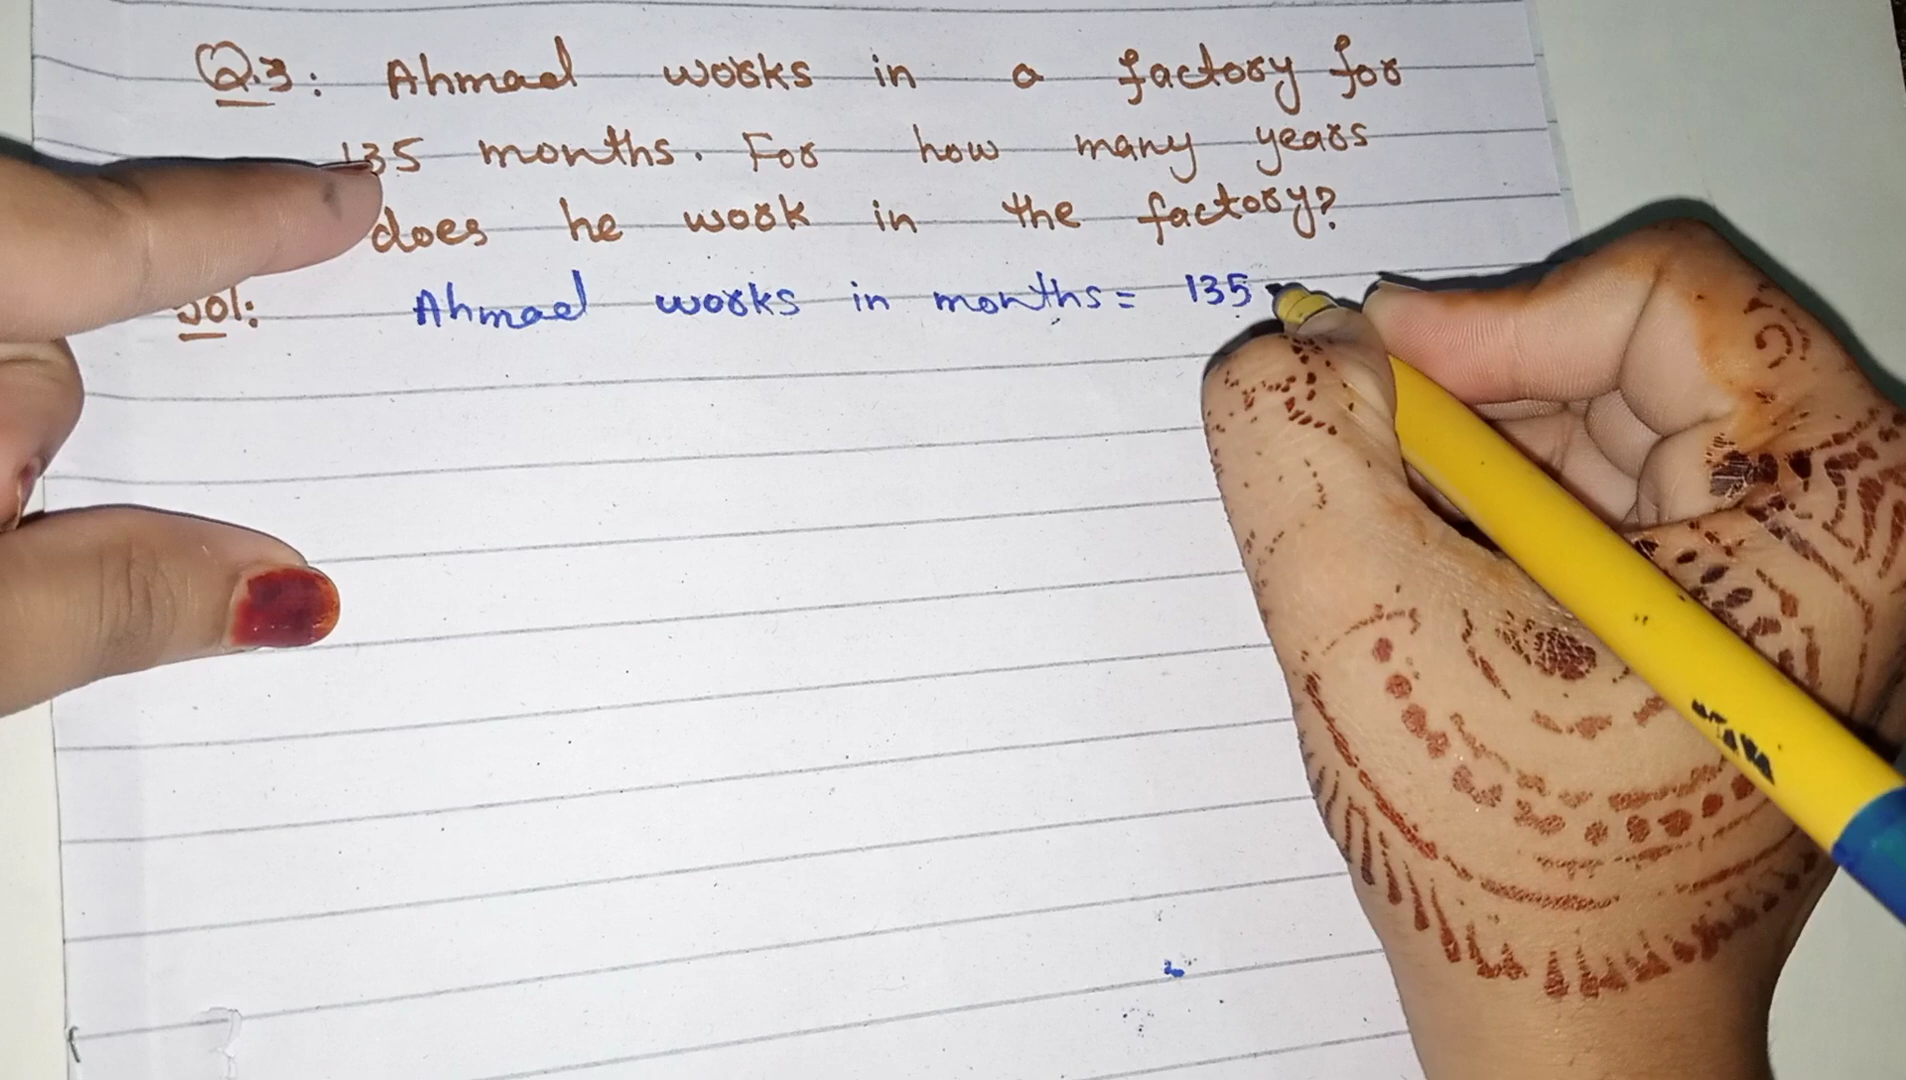 Q.3: Ahmad works in a factory for
135 months. For how many years
does he work in the factory?
Sol: Ahmad works in months = 135